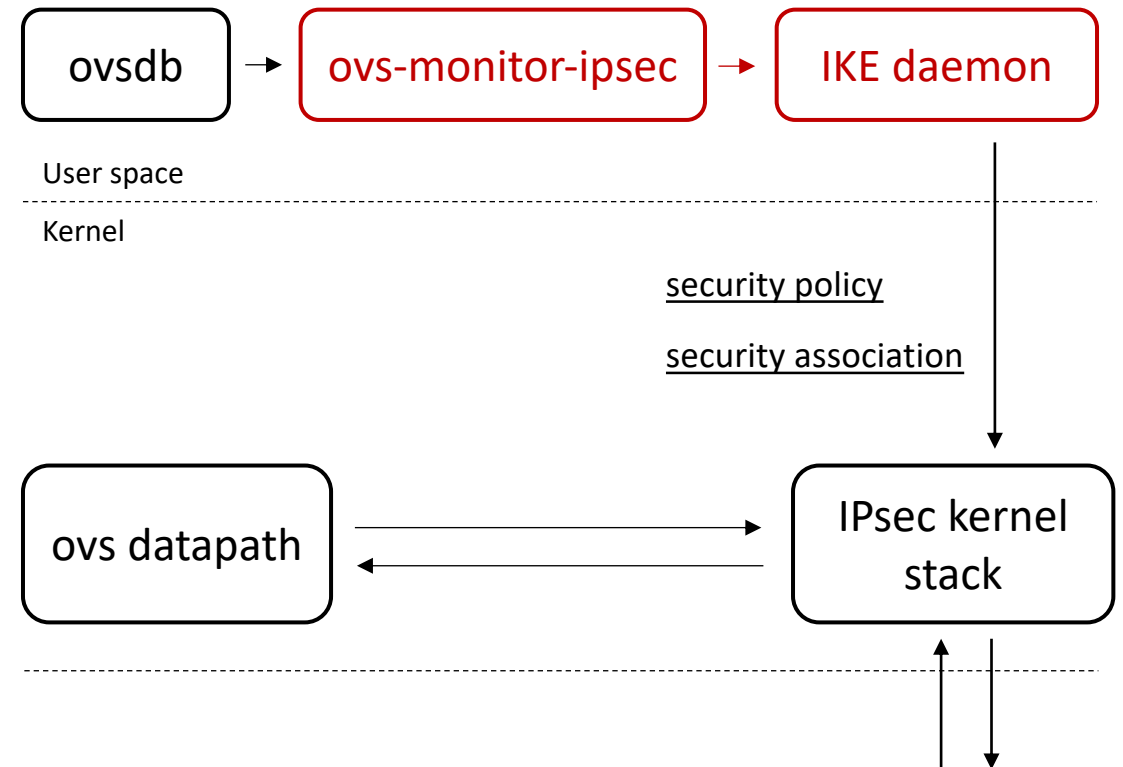 ovsdb
ovs-monitor-ipsec
IKE daemon
User space
Kernel
security policy
security association
ovs datapath
IPsec kernel
stack